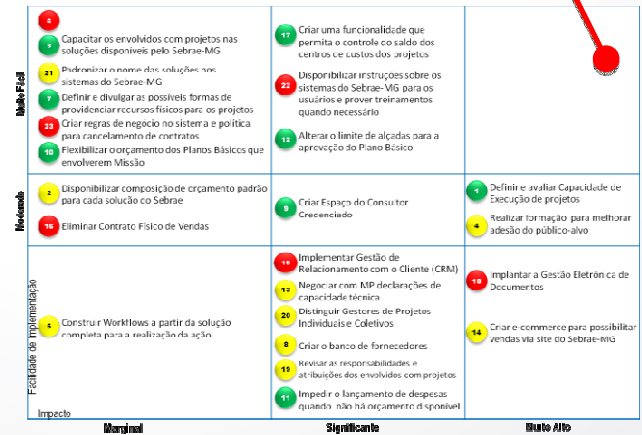 Muito Fácil
Capacitar os envolvidos com projetos nas
soluções disponíveis pelo Sebrae-MG
21
Padronizar o nome das soluções nos
sistemas do Sebrae-MG
7
Definir e divulgar as possíveis formas de
providenciar recursos físicos para os projetos
23
Criar regras de negócio no sistema e política
para cancelamento de contratos
10
Flexibilizar o orçamento dos Planos Básicos que
envolverem Missão
17
Criar uma funcionalidade que
permita o controle do saldo dos
centros de custos dos projetos
22
Disponibilizar instruções sobre os
sistemas do Sebrae-MG para os
usuários e prover treinamentos
quando necessário
12
Alterar o limite de alçadas para a
aprovação do Plano Básico
Moderado
2
Disponibilizar composição de orçamento padrão
para cada solução do Sebrae
Eliminar Contrato Físico de Vendas
9
Criar Espaço do Consultor
Credenciado
1
Definir e avaliar Capacidade de
Execução de projetos
4
Realizar formação para melhorar
adesão do público-alvo
Facilidade de Implementação
Construir Workflows a partir da solução
completa para a realização da ação
Implementar Gestão de
Relacionamento com o Cliente (CRM)
13
Negociar com MP declarações de
capacidade técnica
20
Distinguir Gestores de Projetos
Individuais e Coletivos
8
Criar o banco de fornecedores
19
Revisar as responsabilidades e
atribuições dos envolvidos com projetos
11
Impedir o lançamento de despesas
quando não há orçamento disponível
18
Implantar a Gestão Eletrônica de
Documentos
14
Criar e-commerce para possibilitar
vendas via site do Sebrae-MG
Impacto
Marginal
Significante
Muito Alto